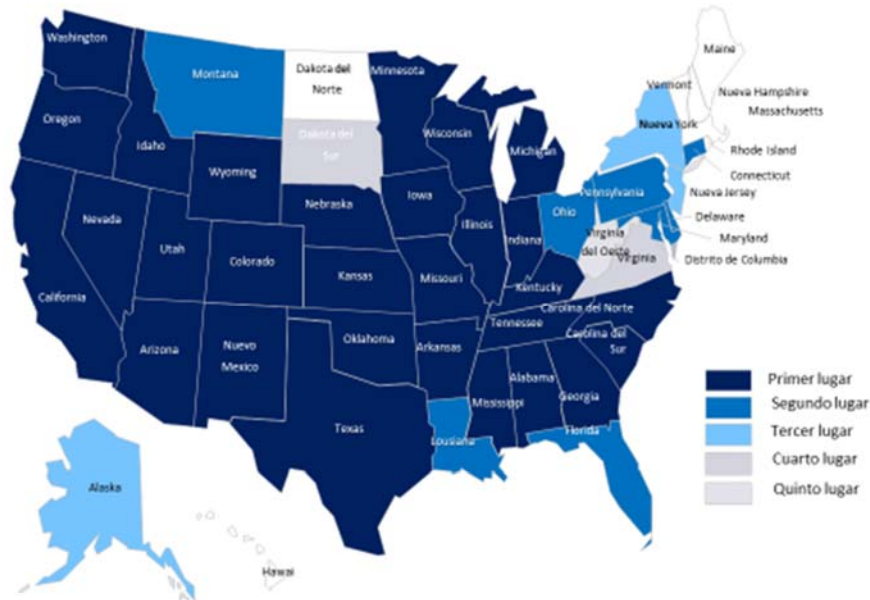 Washington
Montana
Dakota del
Norte
Minnesota
Maine
Vermont
Nueva Hampshire
Massachusetts
Oregon
Idaho
Dakota del
Sur
Wisconsin
Michigan
Nueva York
Rhode Island
Connecticut
Wyoming
Iowa
Nebraska
Pennsylvania
Nueva Jersey
Ohio
Delaware
Nevada
Illinois
Indiana
Maryland
Utah
Colorado
Virginia
del Oeste
Virginia
Distrito de Columbia
California
Kansas
Missouri
Kentucky
Carolina del Norte
Tennessee
Carolina del
Sur
Oklahoma
Arkansas
Arizona
Nuevo
Mexico
Alabama
Georgia
Mississippi
Texas
Lousiana
Florida
Primer lugar
Segundo lugar
Tercer lugar
Cuarto lugar
Quinto lugar
Alaska
Hawai